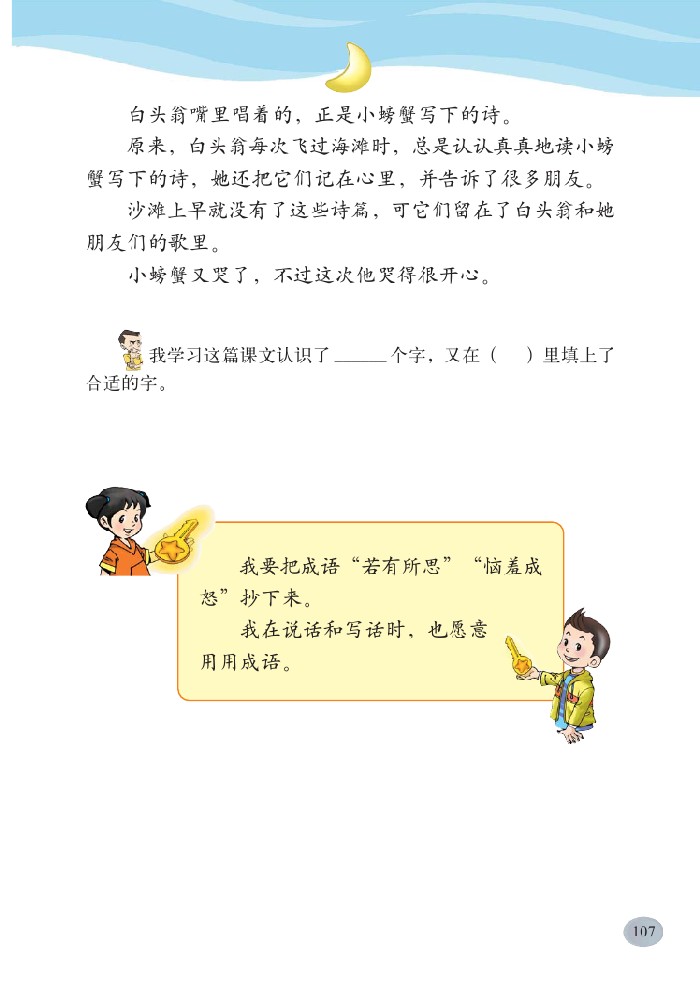 白头翁嘴里唱着的，正是小螃蟹写下的诗。
原来，白头翁每次飞过海滩时，总是认认真真地读小螃
蟹写下的诗，她还把它们记在心里，并告诉了很多朋友。
沙滩上早就没有了这些诗篇，可它们留在了白头翁和她
朋友们的歌里。
小螃蟹又哭了，不过这次他哭得很开心。
我学习这篇课文认识了______个字，又在（　）里填上了
合适的字。
我要把成语“若有所思”“恼羞成
怒”抄下来。
我在说话和写话时，也愿意
用用成语。
107